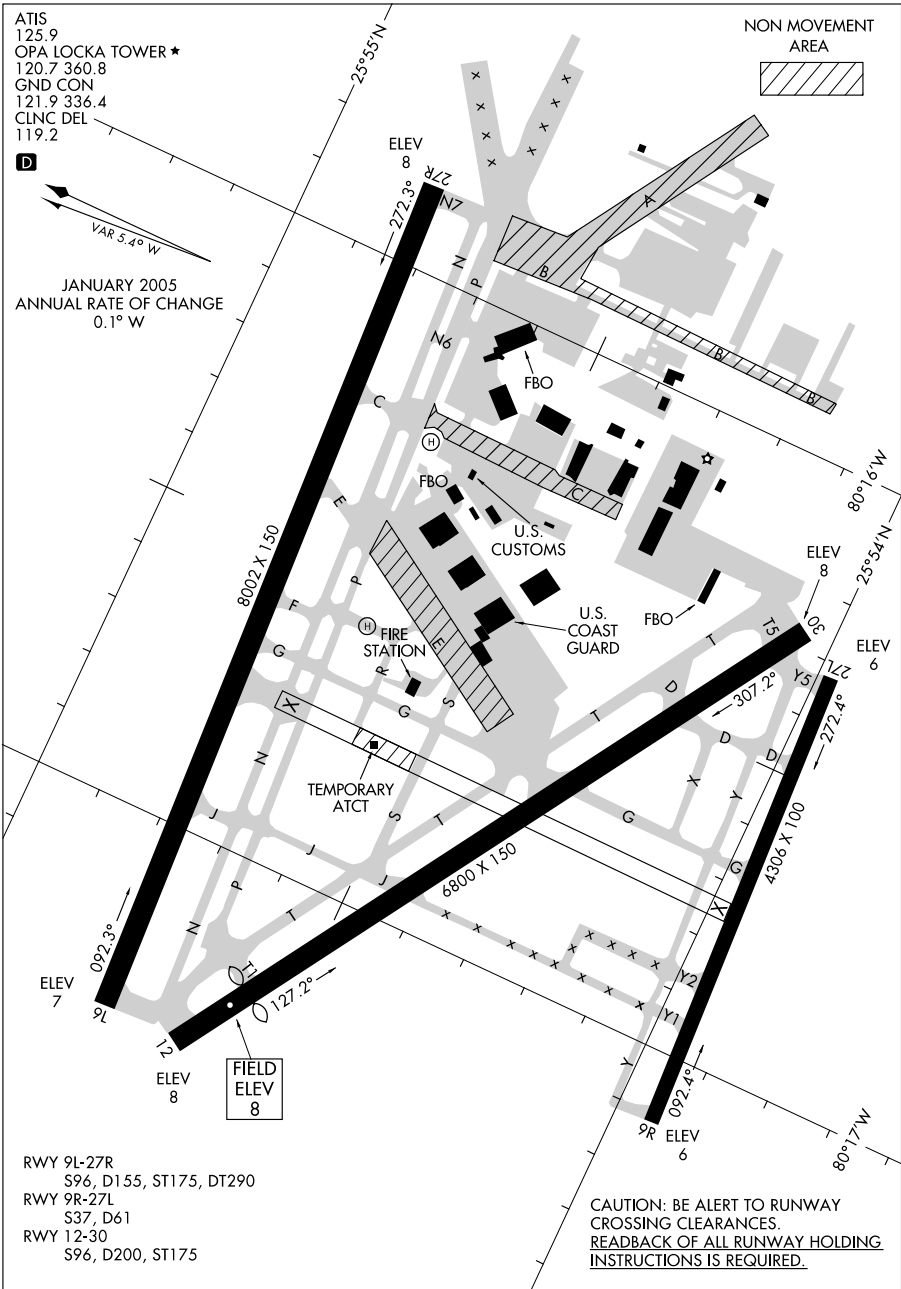 ATIS
125.9
OPA LOCKA TOWER★
120.7 360.8
GND CON
121.9 336.4
CLNC DEL
119.2
D
VAR 5.4° W
JANUARY 2005
ANNUAL RATE OF CHANGE
0.1° W
25°55'N
NON MOVEMENT
AREA
ELEV
8
27R
272.3°
N7
A
N
P
B
N6
B
B
FBO
C
H
FBO
C
U.S.
CUSTOMS
80°16'W
25°54'N
E
8002 X 150
P
F
H
FIRE
STATION
E
U.S.
COAST
GUARD
FBO
ELEV
8
30
T5
T
ELEV
6
27L
Y5
G
R
G
S
D
307.2°
272.4°
X
T
D
D
N
X
Y
TEMPORARY
ATCT
J
S
T
G
G
4306 X 100
J
J
6800 X 150
X
P
T
N
Y2
092.3°
T1
127.2°
Y1
ELEV
7
9L
12
ELEV
8
FIELD
ELEV
8
Y
092.4°
9R
ELEV
6
80°17'W
RWY 9L-27R
S96, D155, ST175, DT290
RWY 9R-27L
S37, D61
RWY 12-30
S96, D200, ST175
CAUTION: BE ALERT TO RUNWAY
CROSSING CLEARANCES.
READBACK OF ALL RUNWAY HOLDING
INSTRUCTIONS IS REQUIRED.